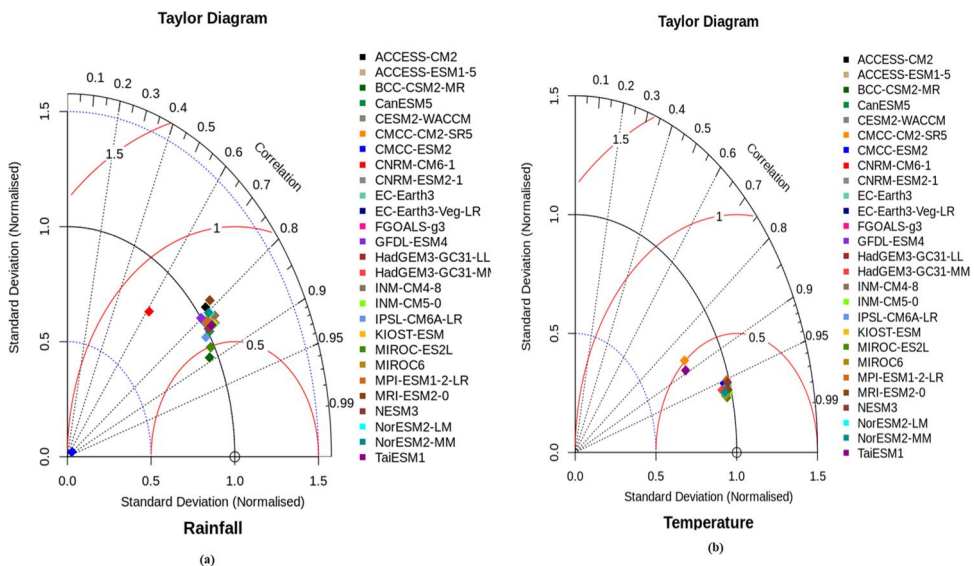 Taylor Diagram
0.1
0.2
0.3
0.4
0.5
0.6
Correlation
0.7
0.8
0.9
0.95
0.99
1.5
1
0.5
Standard Deviation (Normalised)
1.5
1.0
0.5
0.0
0.0 0.5 1.0 1.5
Standard Deviation (Normalised)
Rainfall
(a)
ACCESS-CM2
ACCESS-ESM1-5
BCC-CSM2-MR
CanESM5
CESM2-WACCM
CMCC-CM2-SR5
CMCC-ESM2
CNRM-CM6-1
CNRM-ESM2-1
EC-Earth3
EC-Earth3-Veg-LR
FGOALS-g3
GFDL-ESM4
HadGEM3-GC31-LL
HadGEM3-GC31-MM
INM-CM4-8
INM-CM5-0
IPSL-CM6A-LR
KIOST-ESM
MIROC-ES2L
MIROC6
MPI-ESM1-2-LR
MRI-ESM2-0
NESM3
NorESM2-LM
NorESM2-MM
TaiESM1
Taylor Diagram
0.1
0.2
0.3
0.4
0.5
0.6
Correlation
0.7
0.8
0.9
0.95
0.99
1.5
1
0.5
Standard Deviation (Normalised)
1.5
1.0
0.5
0.0
0.0 0.5 1.0 1.5
Standard Deviation (Normalised)
Temperature
(b)
ACCESS-CM2
ACCESS-ESM1-5
BCC-CSM2-MR
CanESM5
CESM2-WACCM
CMCC-CM2-SR5
CMCC-ESM2
CNRM-CM6-1
CNRM-ESM2-1
EC-Earth3
EC-Earth3-Veg-LR
FGOALS-g3
GFDL-ESM4
HadGEM3-GC31-LL
HadGEM3-GC31-MM
INM-CM4-8
INM-CM5-0
IPSL-CM6A-LR
KIOST-ESM
MIROC-ES2L
MIROC6
MPI-ESM1-2-LR
MRI-ESM2-0
NESM3
NorESM2-LM
NorESM2-MM
TaiESM1